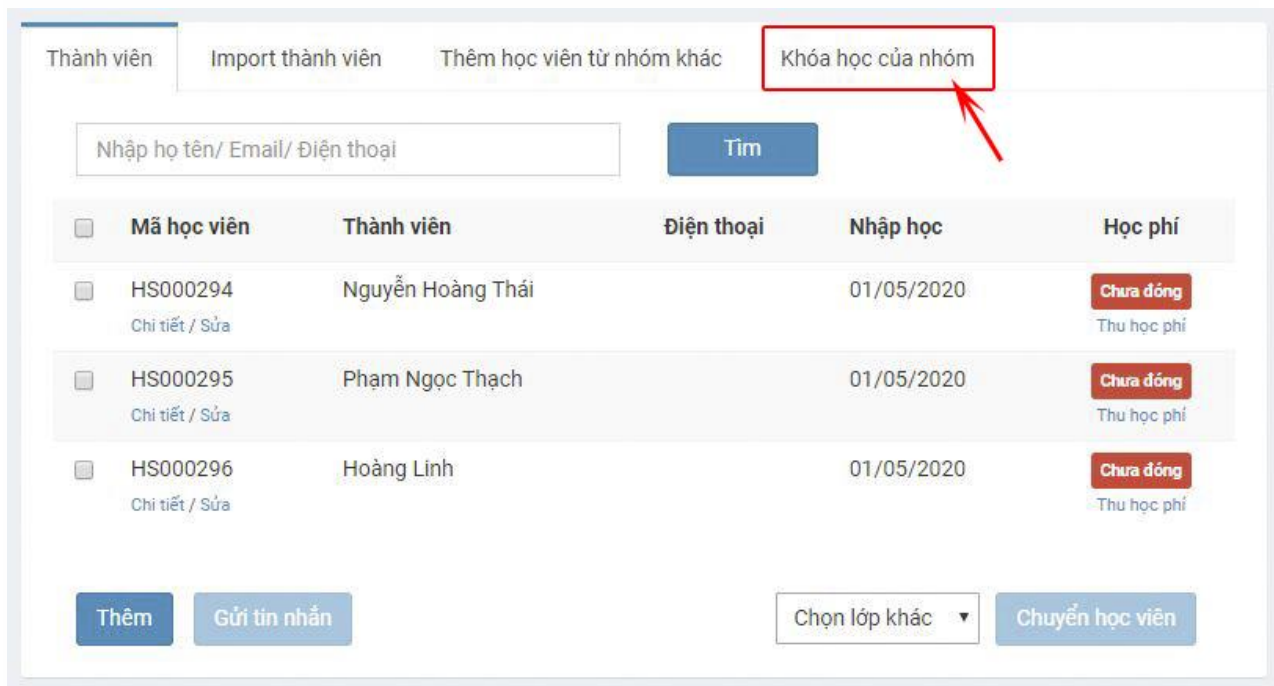 Thành viên Import thành viên Thêm học viên từ nhóm khác Khóa học của nhóm
Nhập họ tên/ Email/ Điện thoại Tìm
Mã học viên Thành viên Điện thoại Nhập học Học phí
HS000294 Nguyễn Hoàng Thái 01/05/2020 Chưa đóng
Chi tiết / Sửa Thu học phí
HS000295 Phạm Ngọc Thạch 01/05/2020 Chưa đóng
Chi tiết / Sửa Thu học phí
HS000296 Hoàng Linh 01/05/2020 Chưa đóng
Chi tiết / Sửa Thu học phí
Thêm Gửi tin nhắn Chọn lớp khác Chuyển học viên